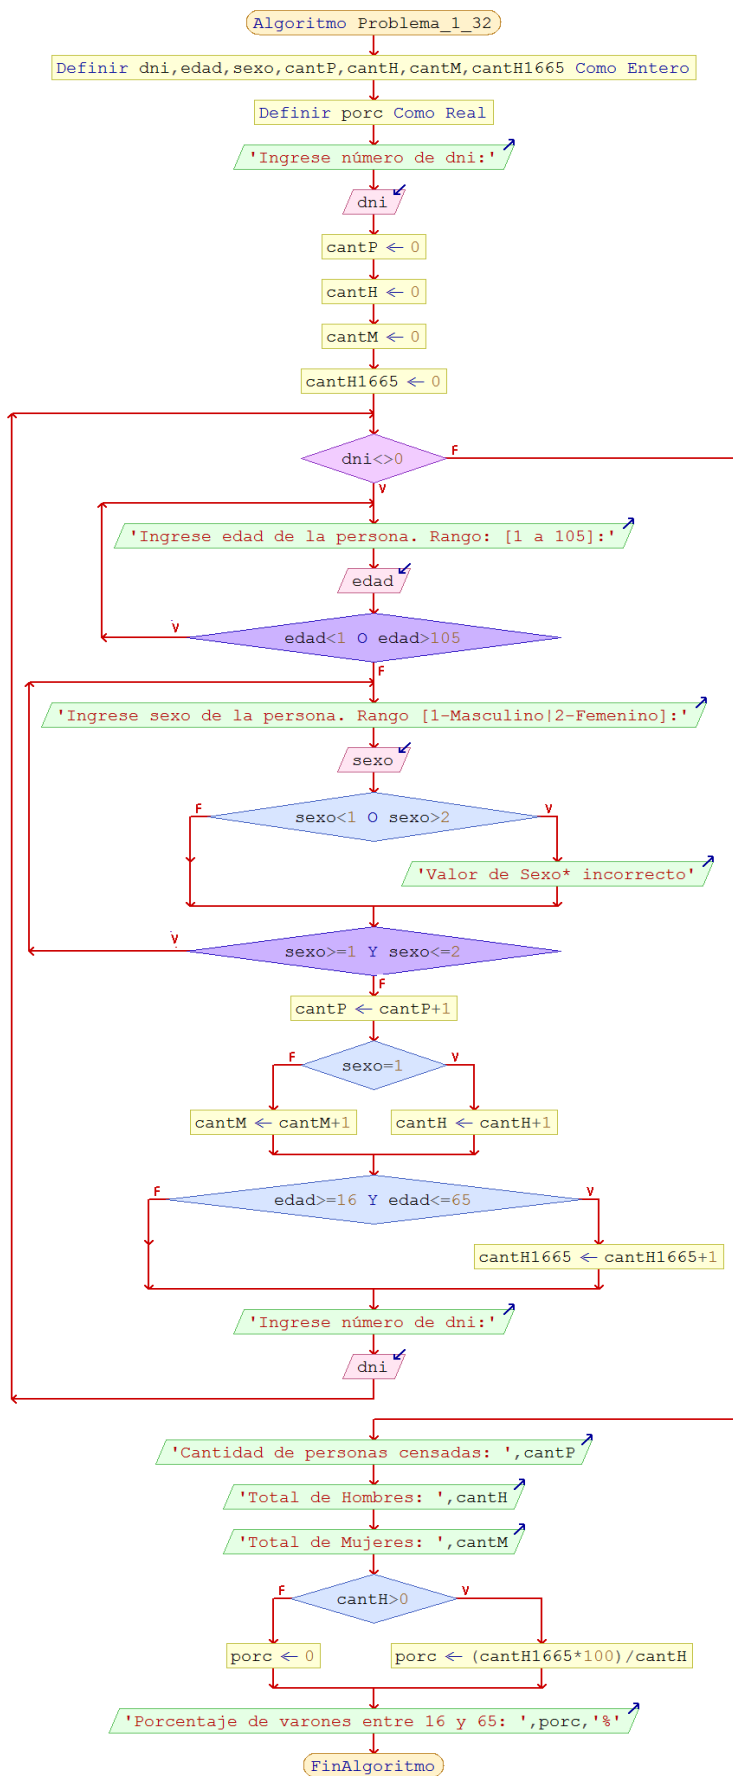 Algoritmo Problema_1_32
Definir dni,edad,sexo,cantP,cantH,cantM,cantH1665 Como Entero
Definir porc Como Real
'Ingrese número de dni:'
dni
cantP ← 0
cantH ← 0
cantM ← 0
cantH1665 ← 0
dni<>0
F
V
'Ingrese edad de la persona. Rango: [1 a 105]:'
edad
V
edad<1 O edad>105
F
'Ingrese sexo de la persona. Rango [1-Masculino|2-Femenino]:'
sexo
F
sexo<1 O sexo>2
V
'Valor de Sexo* incorrecto'
V
sexo>=1 Y sexo<=2
F
cantP ← cantP+1
F
sexo=1
V
cantM ← cantM+1
cantH ← cantH+1
F
edad>=16 Y edad<=65
V
cantH1665 ← cantH1665+1
'Ingrese número de dni:'
dni
'Cantidad de personas censadas: ',cantP
'Total de Hombres: ',cantH
'Total de Mujeres: ',cantM
F
cantH>0
V
porc ← 0
porc ← (cantH1665*100)/cantH
'Porcentaje de varones entre 16 y 65: ',porc,'%'
FinAlgoritmo